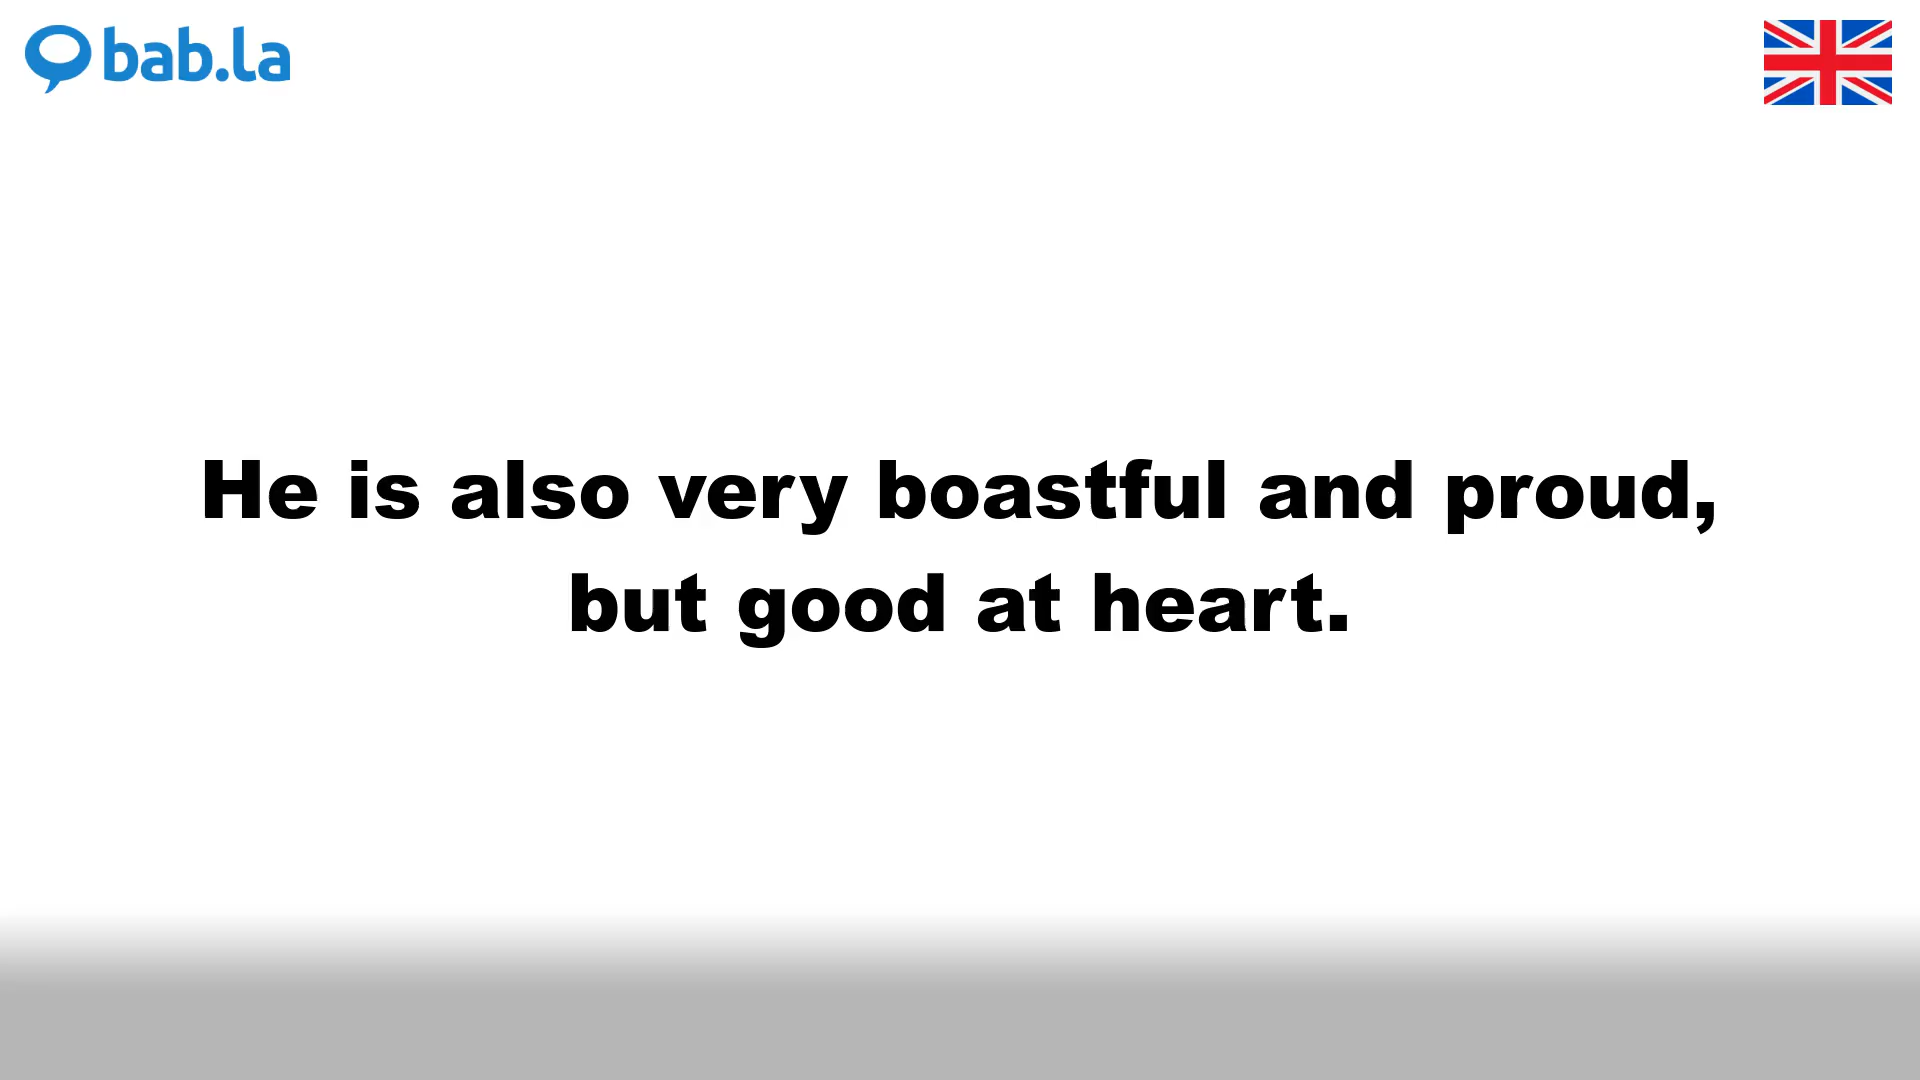 bab.la
He is also very boastful and proud,
but good at heart.